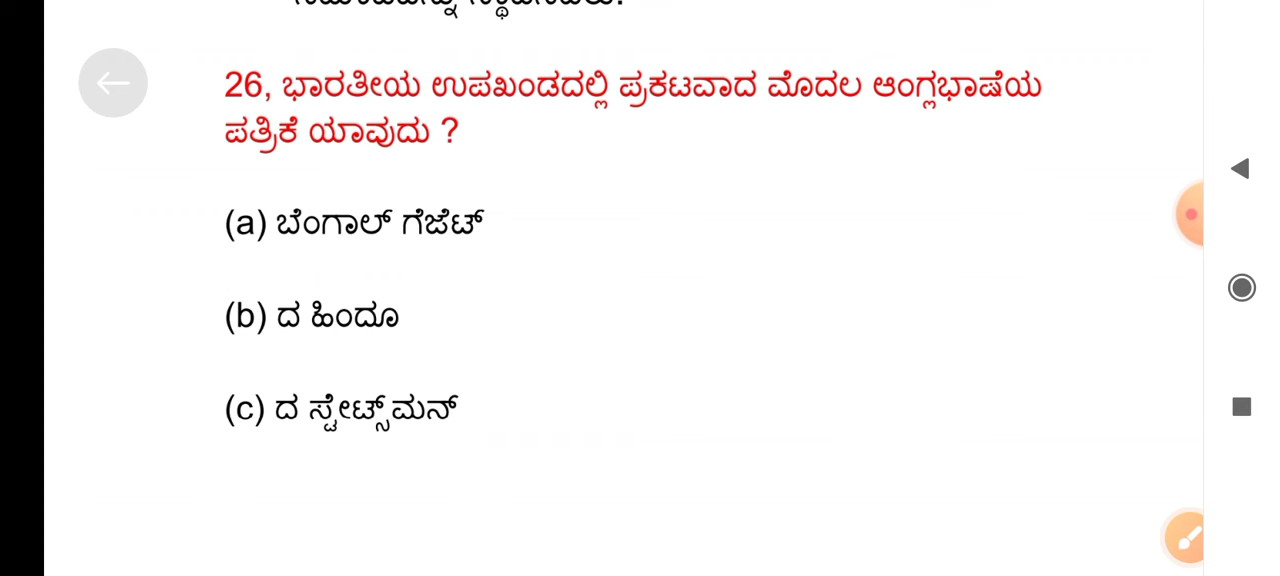 26, ಭಾರತೀಯ ಉಪಖಂಡದಲ್ಲಿ ಪ್ರಕಟವಾದ ಮೊದಲ ಆಂಗ್ಲಭಾಷೆಯ
ಪತ್ರಿಕೆ ಯಾವುದು ?
(a) ಬೆಂಗಾಲ್ ಗೆಜೆಟ್
(b) ದ ಹಿಂದೂ
(c) ದ ಸ್ಟೇಟ್ಸ್‌ಮನ್